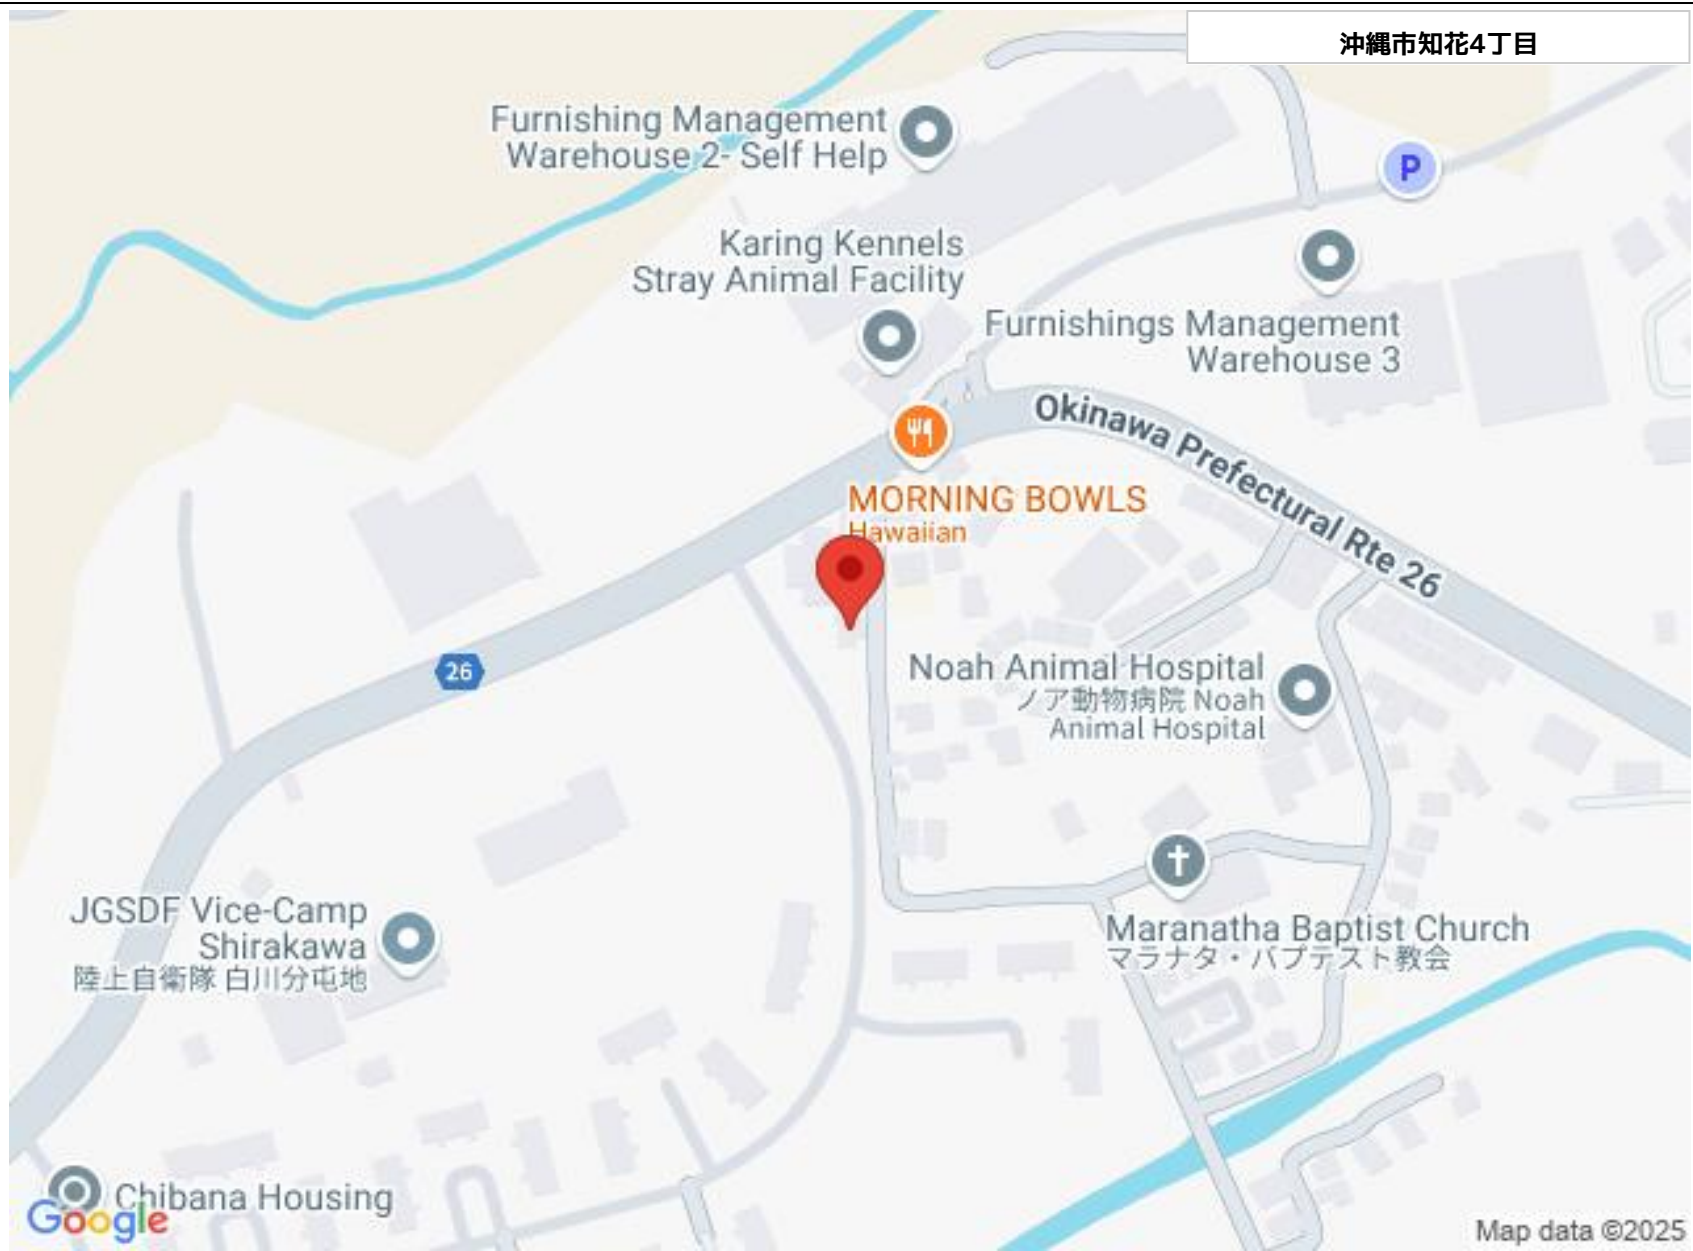 沖縄市知花4丁目
Furnishing Management
Warehouse 2- Self Help
P
Karing Kennels
Stray Animal Facility
Furnishings Management
Warehouse 3
Okinawa Prefectural Rte 26
MORNING BOWLS
Hawaiian
26
Noah Animal Hospital
ノア動物病院 Noah
Animal Hospital
JGSDF Vice-Camp
Shirakawa
陸上自衛隊 白川分屯地
Maranatha Baptist Church
マラナタ・バプテスト教会
Chibana Housing
Google
Map data ©2025